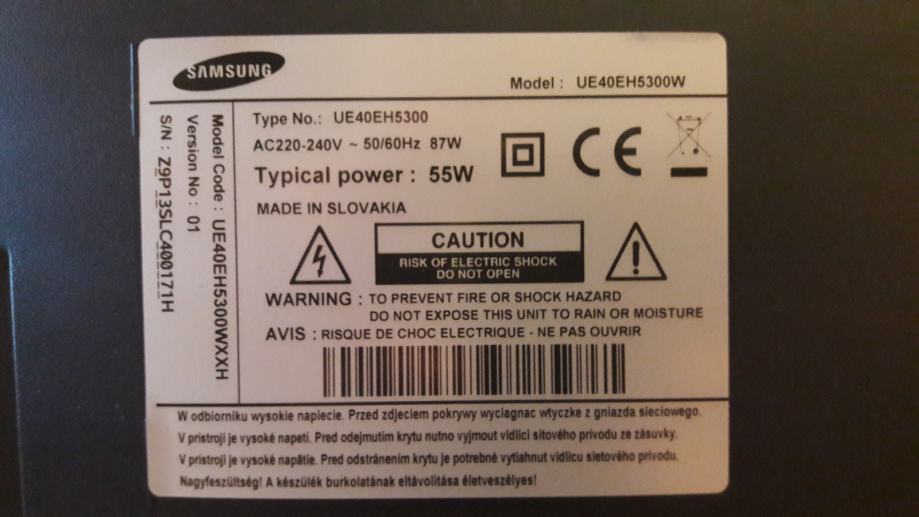 SAMSUNG
Model : UE40EH5300W
Model Code : UE40EH5300WXXH
Version No : 01
S/N : Z9P13SLC400171H
Type No.: UE40EH5300
AC220-240V ~ 50/60Hz 87W
Typical power : 55W
MADE IN SLOVAKIA
CE
CAUTION
RISK OF ELECTRIC SHOCK
DO NOT OPEN
WARNING : TO PREVENT FIRE OR SHOCK HAZARD
DO NOT EXPOSE THIS UNIT TO RAIN OR MOISTURE
AVIS : RISQUE DE CHOC ELECTRIQUE - NE PAS OUVRIR
W odbiorniku wysokie napiecie. Przed zdjeciem pokrywy wyciagnac wtyczke z gniazda sieciowego.
V pristroji je vysoké napeti. Pred odejmutím krytu nutno vyjmout vidlici sitového privodu ze zásuvky.
V pristroji je vysoké napätie. Pred odstránením krytu je potrebné vytiahnut vidlicu sietového privodu.
Nagyfeszültség! A készülék burkolatának eltávolitása életveszélyes!